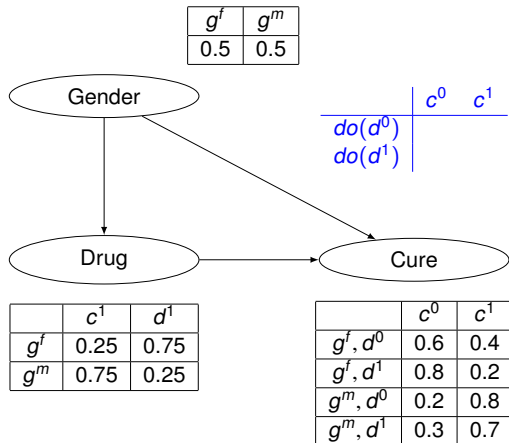 g^f g^m
0.5 0.5
Gender
c^0 c^1
do(d^0)
do(d^1)
Drug
Cure
c^1 d^1
g^f 0.25 0.75
g^m 0.75 0.25
c^0 c^1
g^f, d^0 0.6 0.4
g^f, d^1 0.8 0.2
g^m, d^0 0.2 0.8
g^m, d^1 0.3 0.7